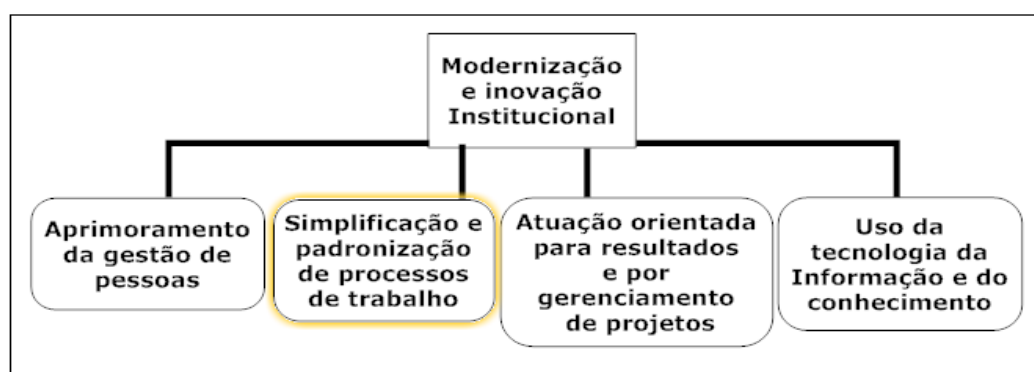 Modernização
e inovação
Institucional
Aprimoramento
da gestão de
pessoas
Simplificação e
padronização
de processos
de trabalho
Atuação orientada
para resultados
e por
gerenciamento
de projetos
Uso da
tecnologia da
Informação e do
conhecimento